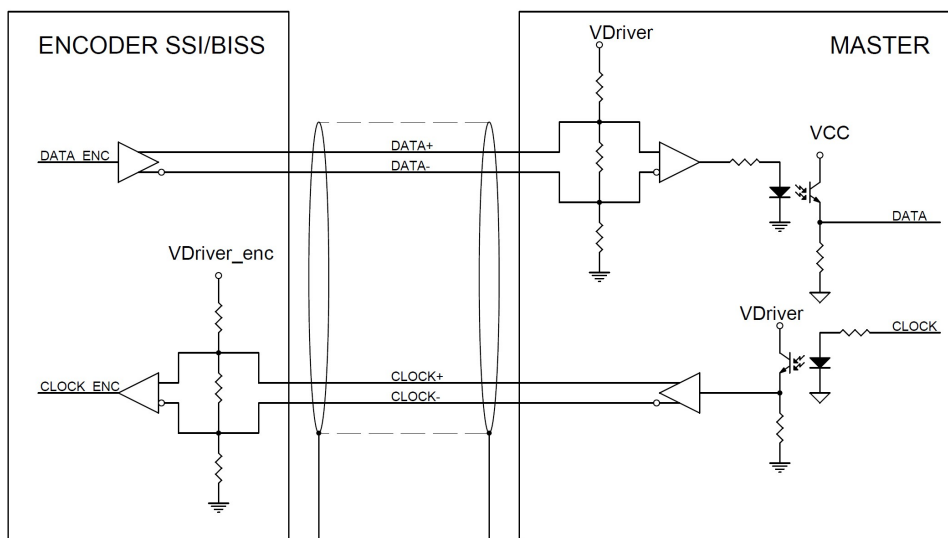 ENCODER SSI/BISS
MASTER
VDriver
VCC
DATA_ENC
DATA+
DATA-
DATA
VDriver_enc
VDriver
CLOCK
CLOCK_ENC
CLOCK+
CLOCK-